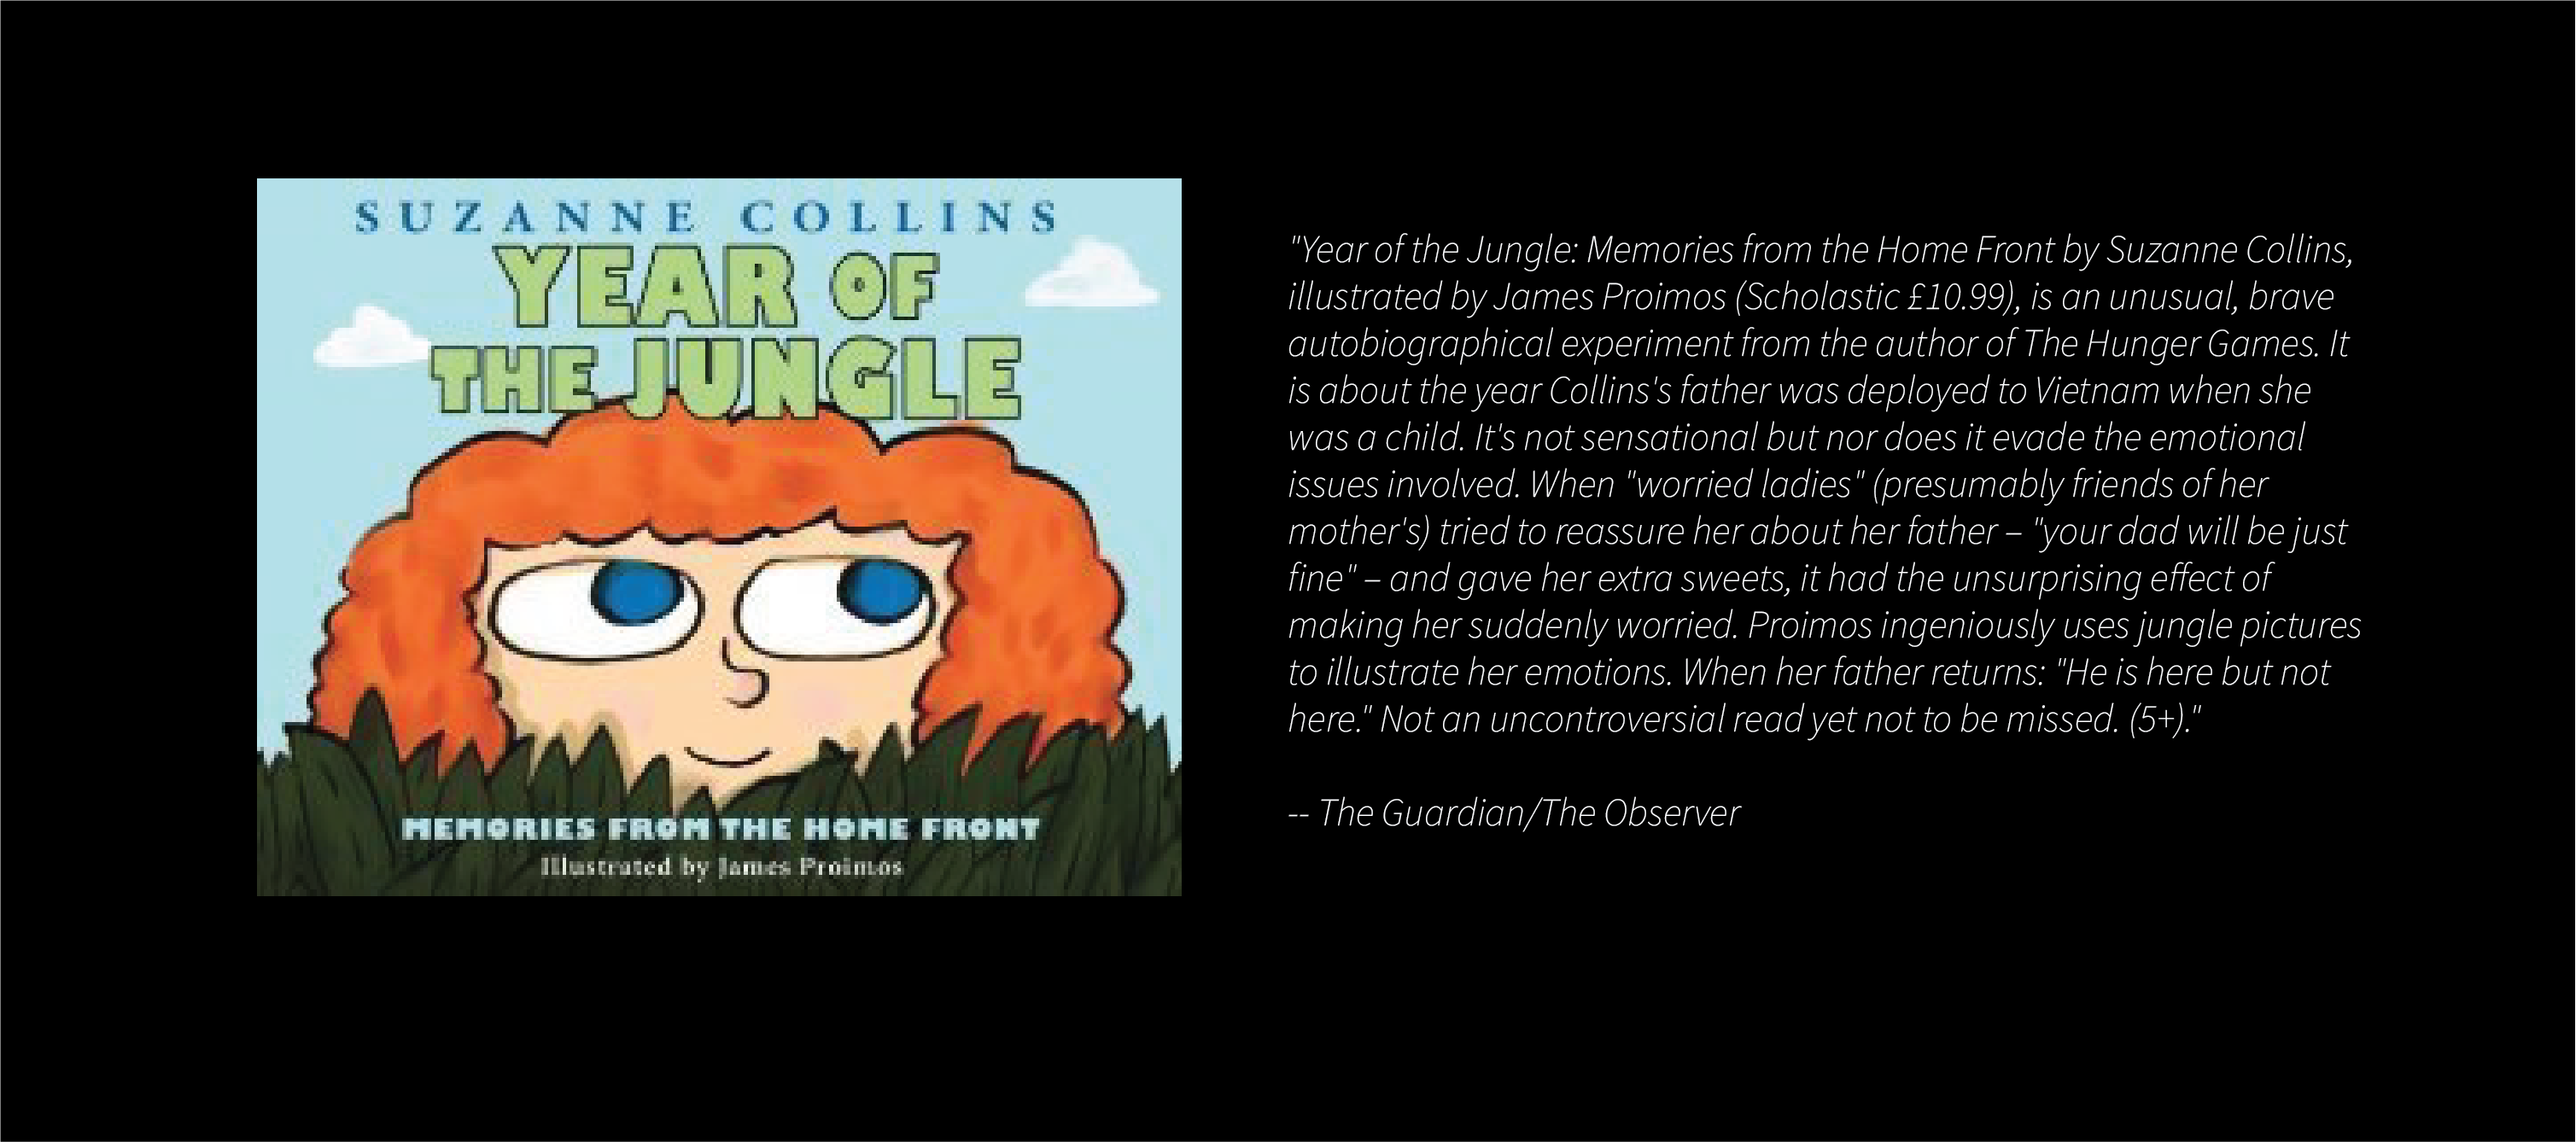 SUZANNE COLLINS
YEAR OF
THE JUNGLE
MEMORIES FROM THE HOME FRONT
Illustrated by James Proimos
"Year of the Jungle: Memories from the Home Front by Suzanne Collins,
illustrated by James Proimos (Scholastic £10.99), is an unusual, brave
autobiographical experiment from the author of The Hunger Games. It
is about the year Collins's father was deployed to Vietnam when she
was a child. It's not sensational but nor does it evade the emotional
issues involved. When "worried ladies" (presumably friends of her
mother's) tried to reassure her about her father – "your dad will be just
fine" – and gave her extra sweets, it had the unsurprising effect of
making her suddenly worried. Proimos ingeniously uses jungle pictures
to illustrate her emotions. When her father returns: "He is here but not
here." Not an uncontroversial read yet not to be missed. (5+)."
-- The Guardian/The Observer